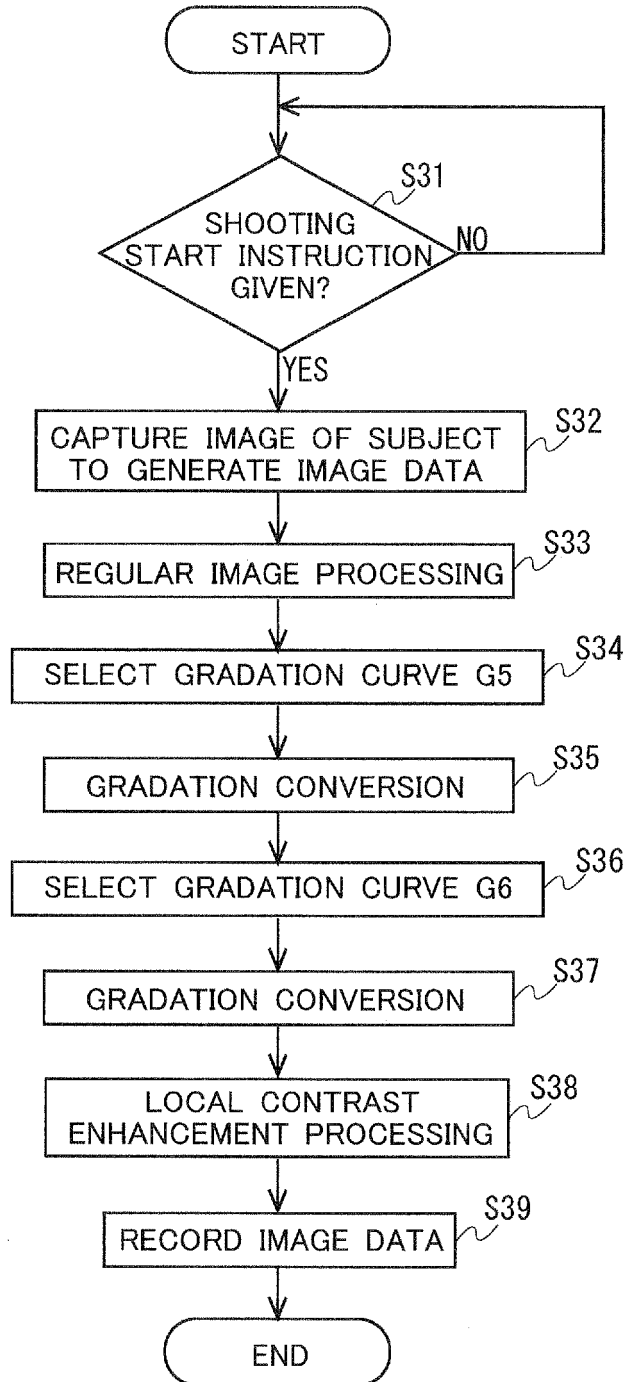 START
S31
SHOOTING
START INSTRUCTION
GIVEN?
NO
YES
S32
CAPTURE IMAGE OF SUBJECT
TO GENERATE IMAGE DATA
S33
REGULAR IMAGE PROCESSING
S34
SELECT GRADATION CURVE G5
S35
GRADATION CONVERSION
S36
SELECT GRADATION CURVE G6
S37
GRADATION CONVERSION
S38
LOCAL CONTRAST
ENHANCEMENT PROCESSING
S39
RECORD IMAGE DATA
END